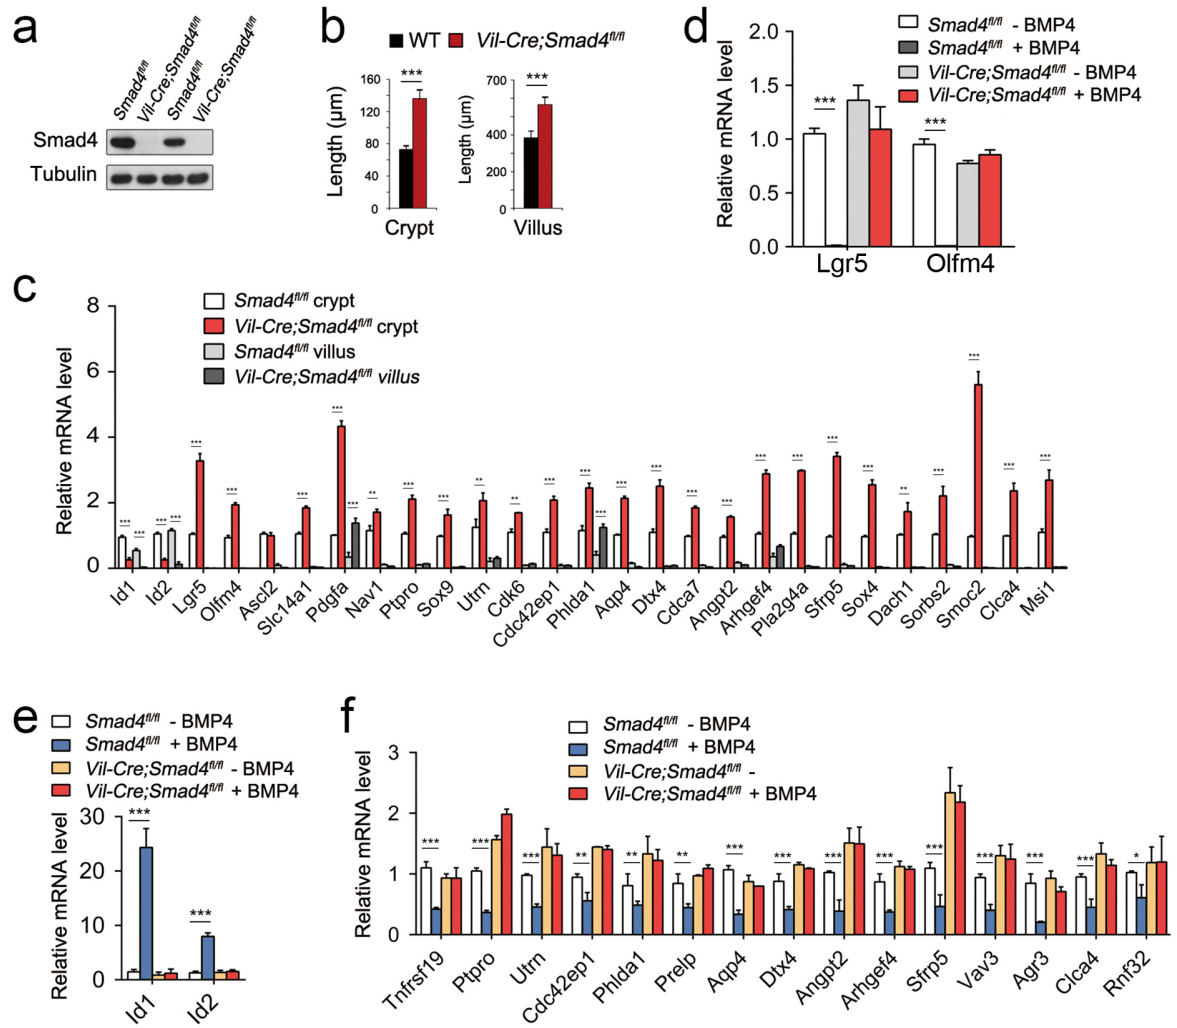 a
Smad4fl/fl
Vil-Cre;Smad4fl/fl
Smad4fl/fl
Vil-Cre;Smad4fl/fl
Smad4
Tubulin
b
WT Vil-Cre;Smad4fl/fl
Length (μm)
160
120
80
40
0
***
Crypt
Length (μm)
700
400
200
0
***
Villus
d
Smad4fl/fl - BMP4
Smad4fl/fl + BMP4
Vil-Cre;Smad4fl/fl - BMP4
Vil-Cre;Smad4fl/fl + BMP4
Relative mRNA level
2.0
1.5
1.0
0.5
0.0
*** ***
Lgr5 Olfm4
c
Smad4fl/fl crypt
Vil-Cre;Smad4fl/fl crypt
Smad4fl/fl villus
Vil-Cre;Smad4fl/fl villus
Relative mRNA level
8
6
4
2
0
*** *** *** *** *** *** *** *** *** *** ** *** *** ** ** *** *** *** *** *** *** *** *** *** *** *** ** *** *** *** ***
Id1 Id2 Lgr5 Olfm4 Ascl2 Slc14a1 Pdgfa Nav1 Ptpro Sox9 Utrn Cdk6 Cdc42ep1 Phlda1 Aqp4 Dtx4 Cdca7 Angpt2 Arhgef4 Pla2g4a Sfrp5 Sox4 Dach1 Sorbs2 Smoc2 Clca4 Msi1
e
Smad4fl/fl - BMP4
Smad4fl/fl + BMP4
Vil-Cre;Smad4fl/fl - BMP4
Vil-Cre;Smad4fl/fl + BMP4
Relative mRNA level
30
20
10
0
*** ***
Id1 Id2
f
Smad4fl/fl - BMP4
Smad4fl/fl + BMP4
Vil-Cre;Smad4fl/fl -
Vil-Cre;Smad4fl/fl + BMP4
Relative mRNA level
3
2
1
0
*** *** *** ** ** ** *** *** *** *** *** *** *** *** *
Tnfrsf19 Ptpro Utrn Cdc42ep1 Phlda1 Prelp Aqp4 Dtx4 Angpt2 Arhgef4 Sfrp5 Vav3 Agr3 Clca4 Rnf32